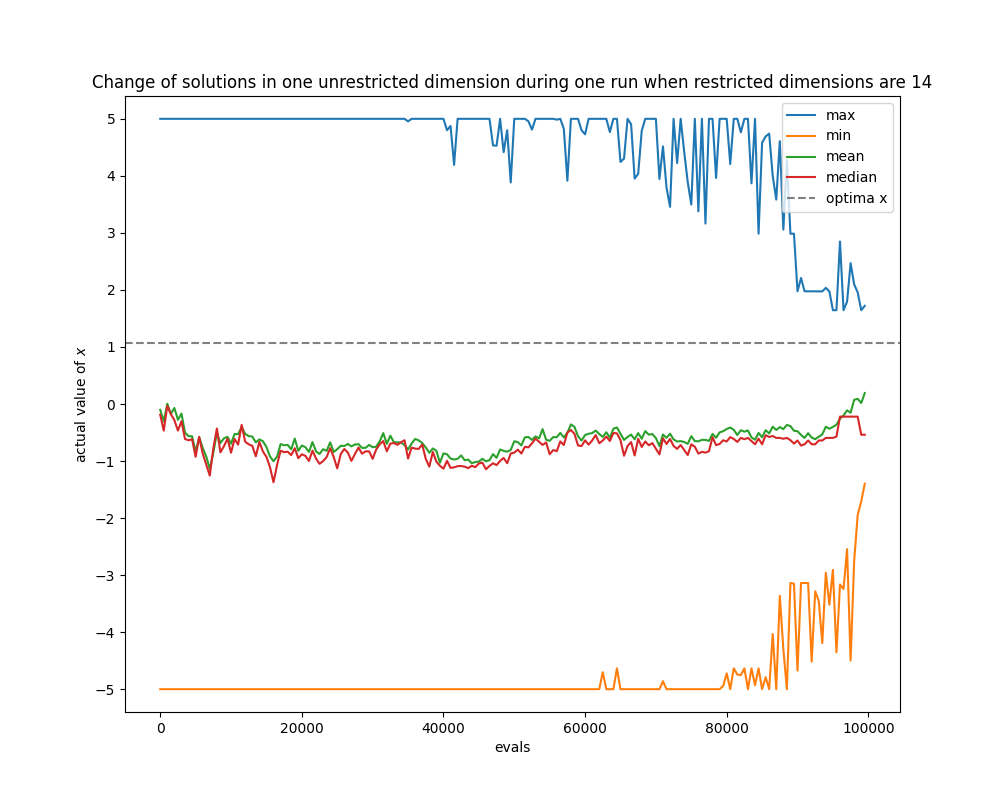 Change of solutions in one unrestricted dimension during one run when restricted dimensions are 14
max
min
mean
median
optima x
5
4
3
2
1
0
−1
−2
−3
−4
−5
actual value of x
0 20000 40000 60000 80000 100000
evals